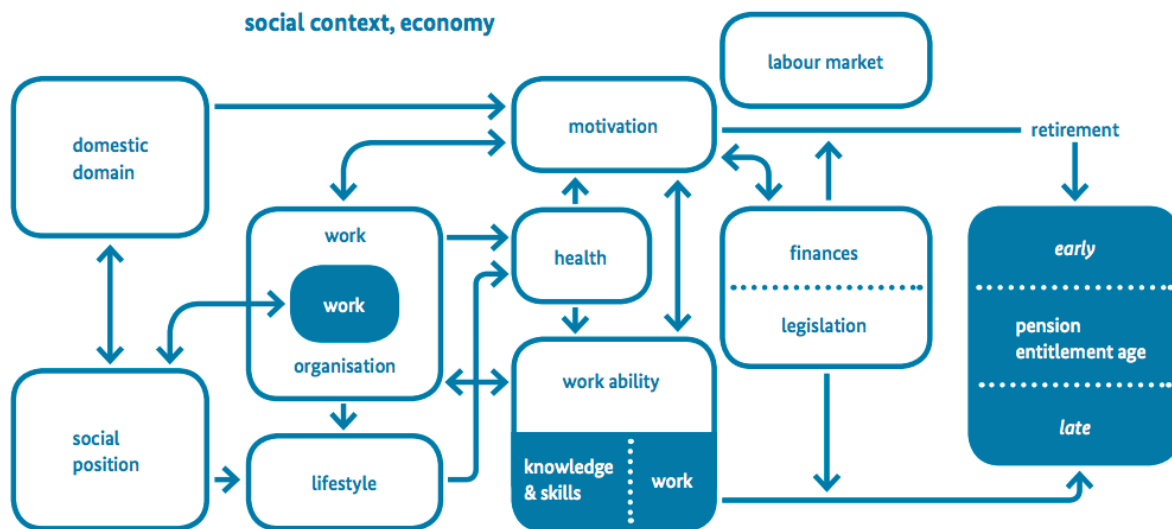 social context, economy
labour market
domestic
domain
motivation
retirement
work
work
organisation
health
finances
legislation
early
pension
entitlement age
late
social
position
lifestyle
work ability
knowledge
& skills
work